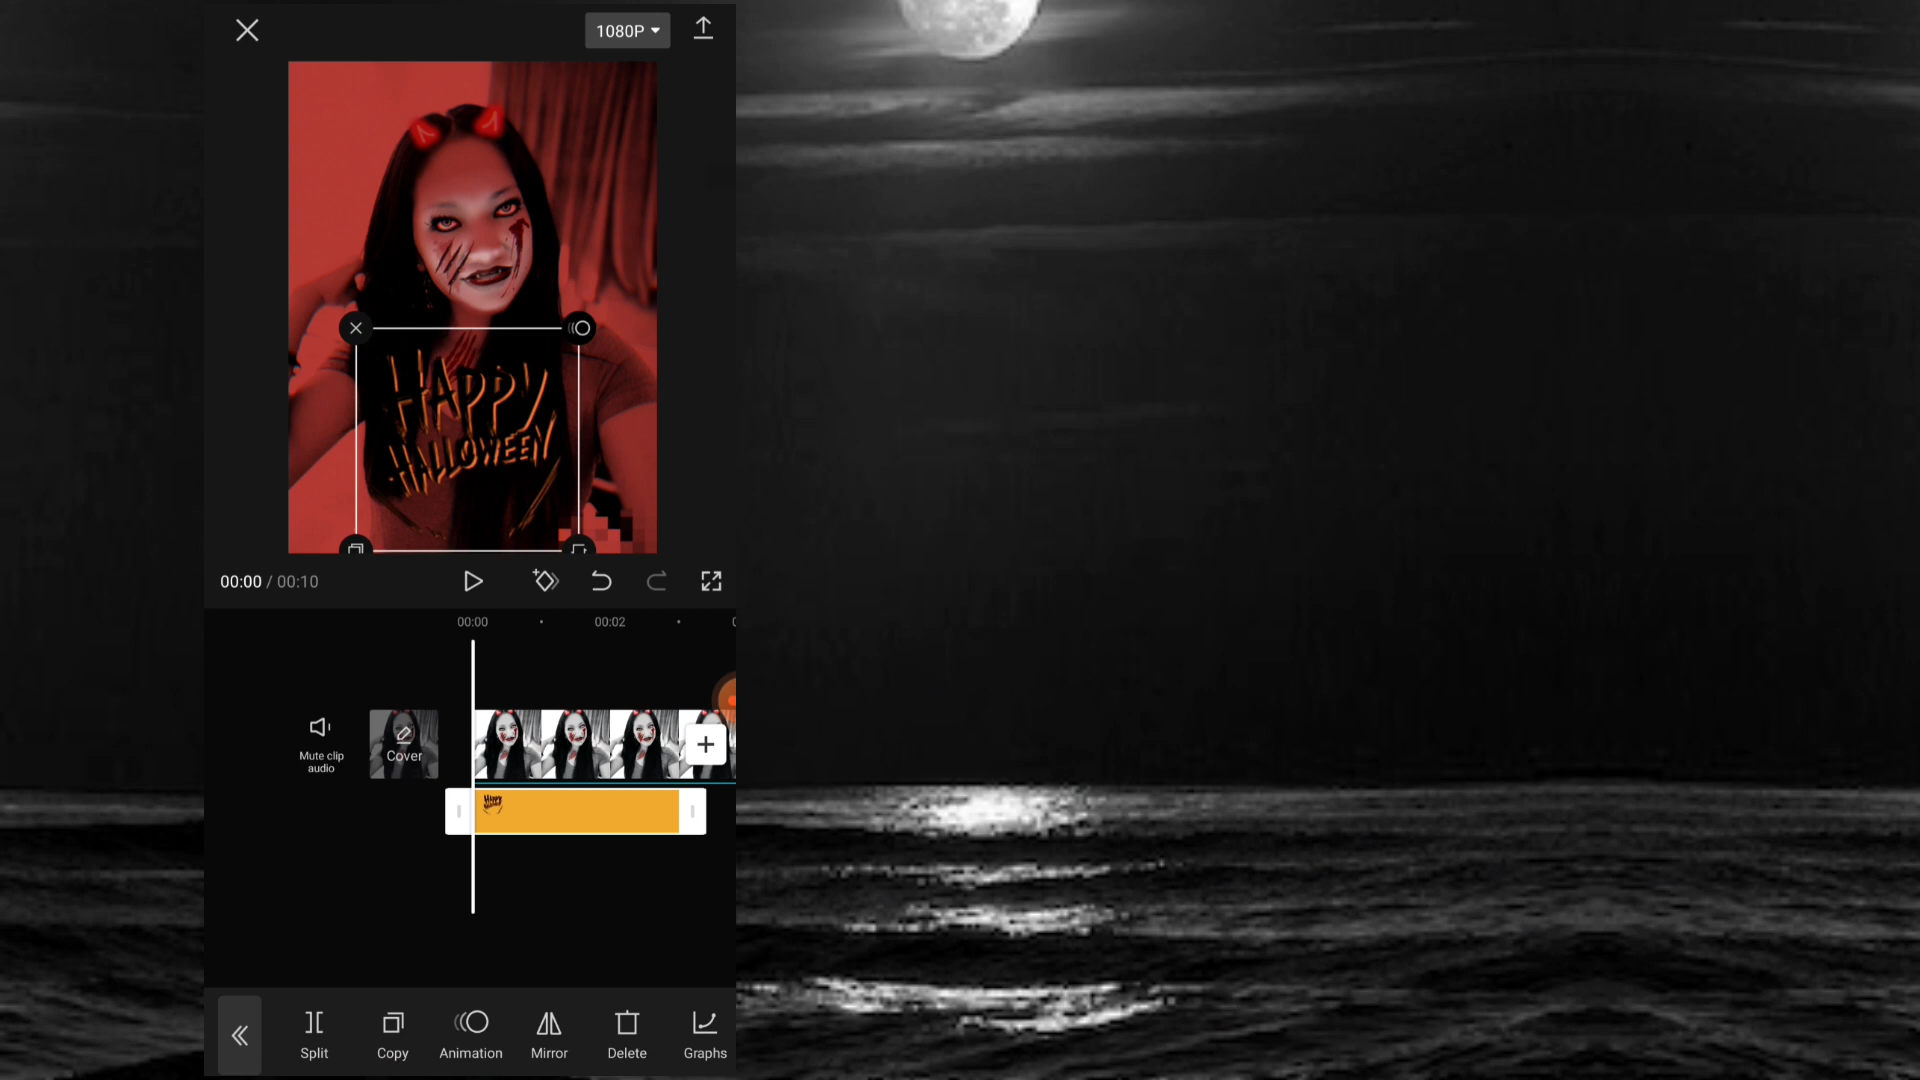 1080P
HAPPY
HALLOWEEN
00:00 / 00:10
00:00 00:02
Mute clip
audio
Cover
HAPPY
Split Copy Animation Mirror Delete Graphs